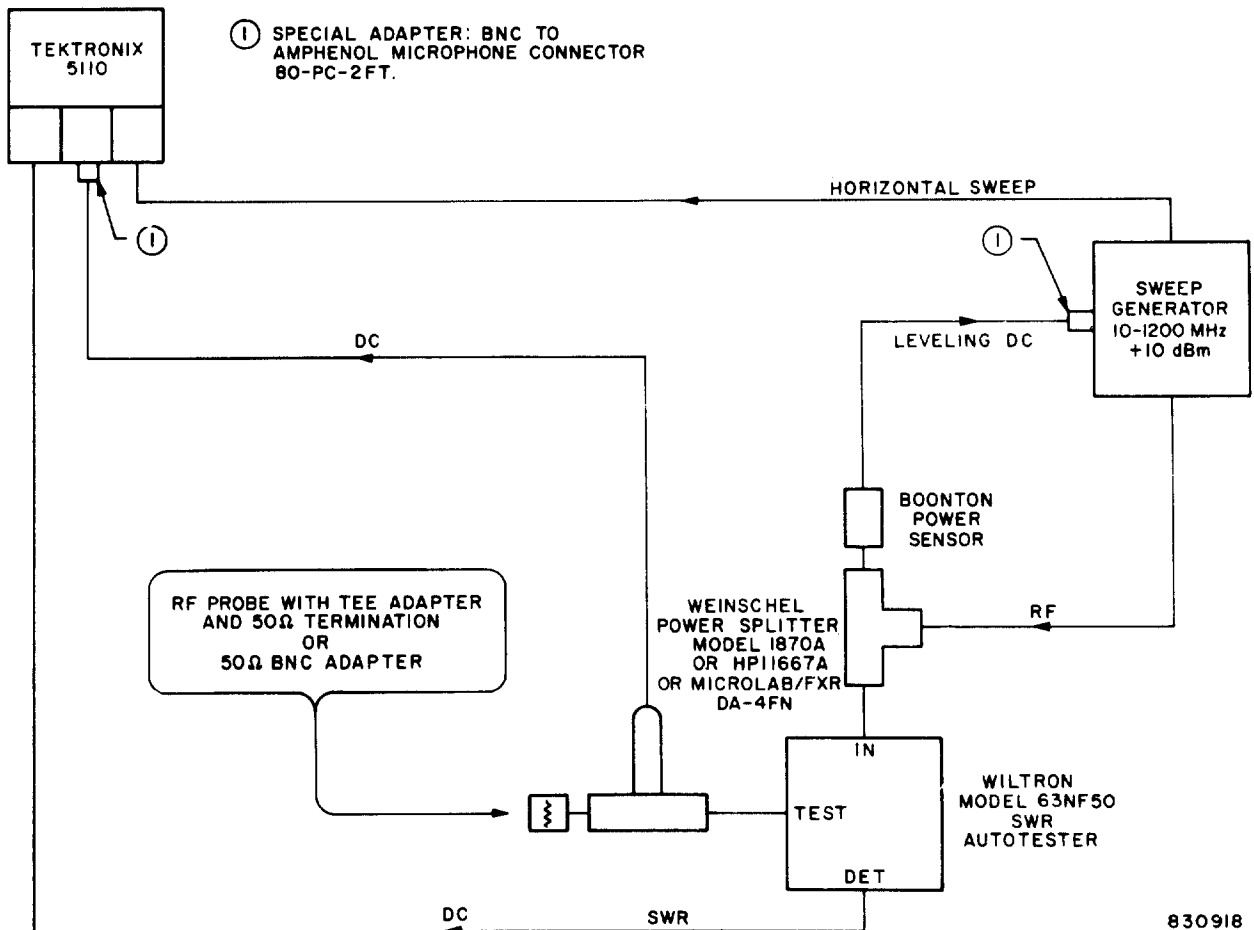 TEKTRONIX
5110
1 SPECIAL ADAPTER: BNC TO
AMPHENOL MICROPHONE CONNECTOR
80-PC-2FT.
HORIZONTAL SWEEP
1
1
SWEEP
GENERATOR
10-1200 MHz
+10 dBm
LEVELING DC
DC
BOONTON
POWER
SENSOR
RF PROBE WITH TEE ADAPTER
AND 50Ω TERMINATION
OR
50Ω BNC ADAPTER
WEINSCHEL
POWER SPLITTER
MODEL 1870A
OR HP11667A
OR MICROLAB/FXR
DA-4FN
RF
IN
TEST
DET
WILTRON
MODEL 63NF50
SWR
AUTOTESTER
DC
SWR
830918